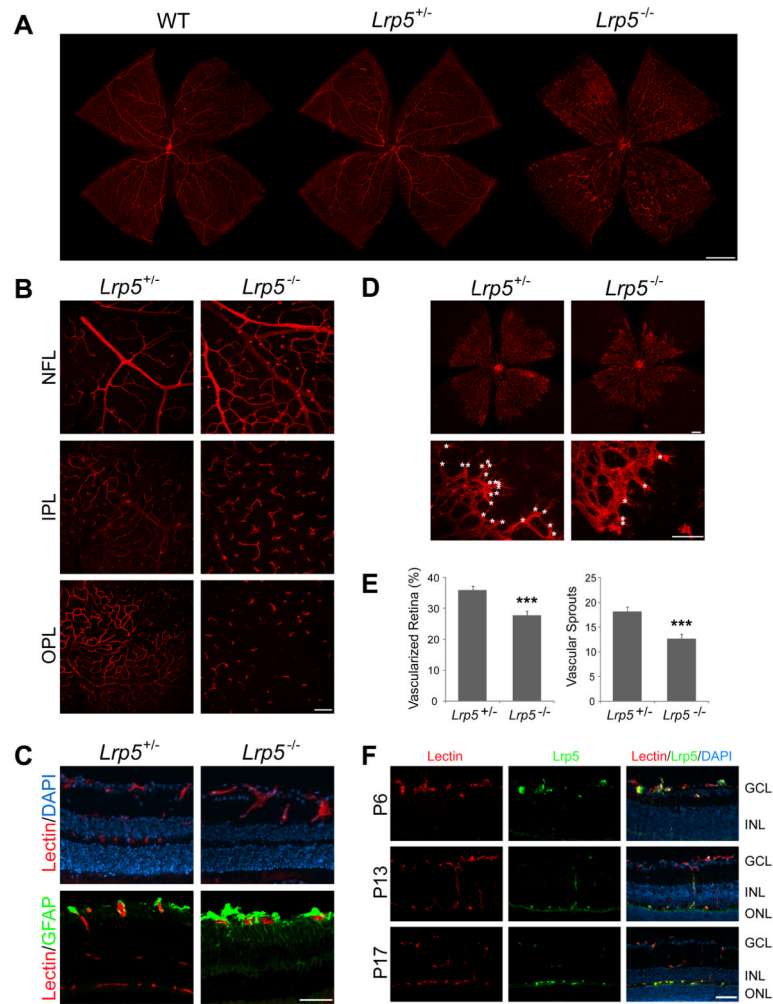 A
WT
Lrp5+/-
Lrp5-/-
B
Lrp5+/-
Lrp5-/-
NFL
IPL
OPL
D
Lrp5+/-
Lrp5-/-
* * * * * * * * * * * * * * * * * * *
* * * * * *
E
Vascularized Retina (%)
40
30
20
10
0
***
Lrp5+/-
Lrp5-/-
Vascular Sprouts
25
20
15
10
5
0
***
Lrp5+/-
Lrp5-/-
C
Lrp5+/-
Lrp5-/-
Lectin/DAPI
Lectin/GFAP
F
Lectin
Lrp5
Lectin/Lrp5/DAPI
P6
GCL
INL
P13
GCL
INL
ONL
P17
GCL
INL
ONL